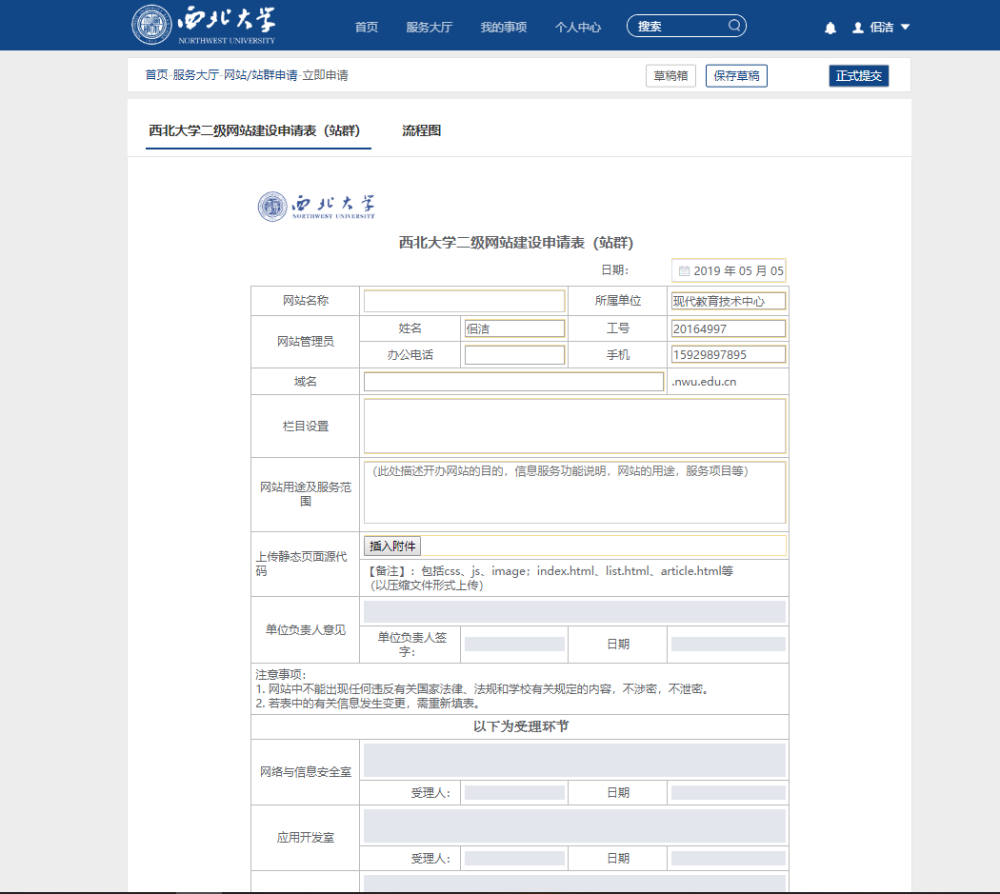 西北大学
NORTHWEST UNIVERSITY
首页 服务大厅 我的事项 个人中心 搜索 佀洁
首页-服务大厅-网站/站群申请-立即申请 草稿箱 保存草稿 正式提交
西北大学二级网站建设申请表（站群） 流程图
西北大学
NORTHWEST UNIVERSITY
西北大学二级网站建设申请表（站群）
日期： 2019 年 05 月 05
网站名称 所属单位 现代教育技术中心
网站管理员 姓名 佀洁 工号 20164997
办公电话 手机 15929897895
域名 .nwu.edu.cn
栏目设置
网站用途及服务范
围
（此处描述开办网站的目的，信息服务功能说明，网站的用途，服务项目等）
上传静态页面源代
码
插入附件
【备注】：包括css、js、image；index.html、list.html、article.html等
（以压缩文件形式上传）
单位负责人意见
单位负责人签
字：
日期
注意事项：
1. 网站中不能出现任何违反有关国家法律、法规和学校有关规定的内容，不涉密，不泄密。
2. 若表中的有关信息发生变更，需重新填表。
以下为受理环节
网络与信息安全室
受理人： 日期
应用开发室
受理人： 日期